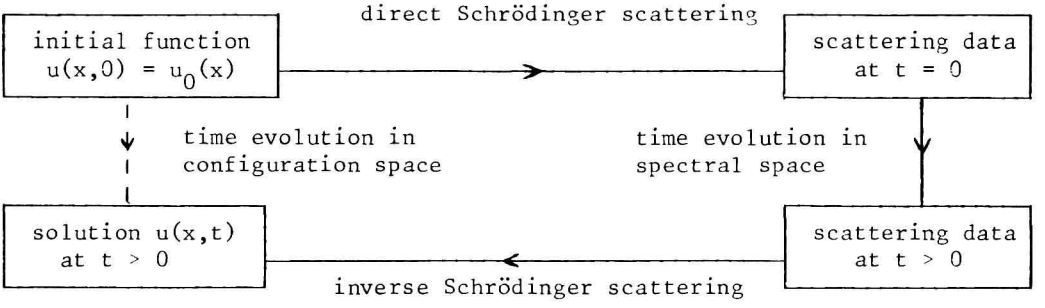 direct Schrödinger scattering
initial function
u(x,0) = u₀(x)
scattering data
at t = 0
time evolution in
configuration space
time evolution in
spectral space
solution u(x,t)
at t > 0
scattering data
at t > 0
inverse Schrödinger scattering